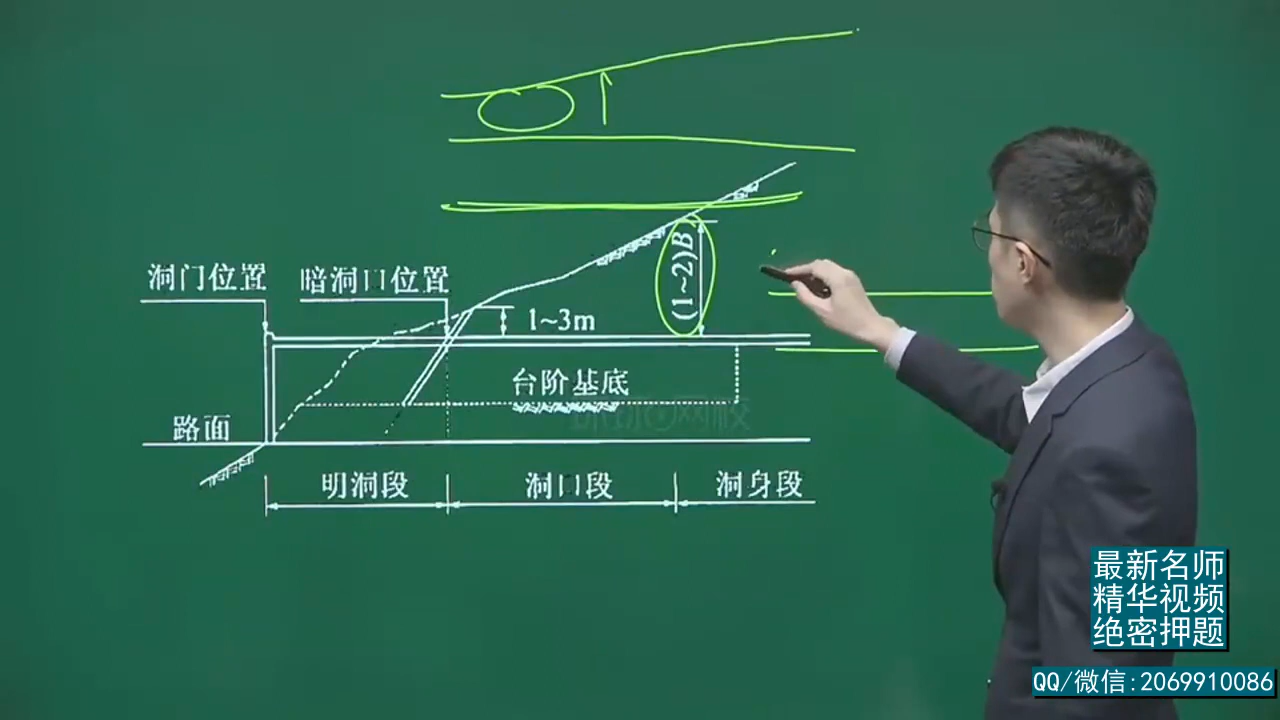 洞门位置
暗洞口位置
(1~2)B
1~3m
台阶基底
路面
明洞段
洞口段
洞身段
最新名师
精华视频
绝密押题
QQ/微信:2069910086